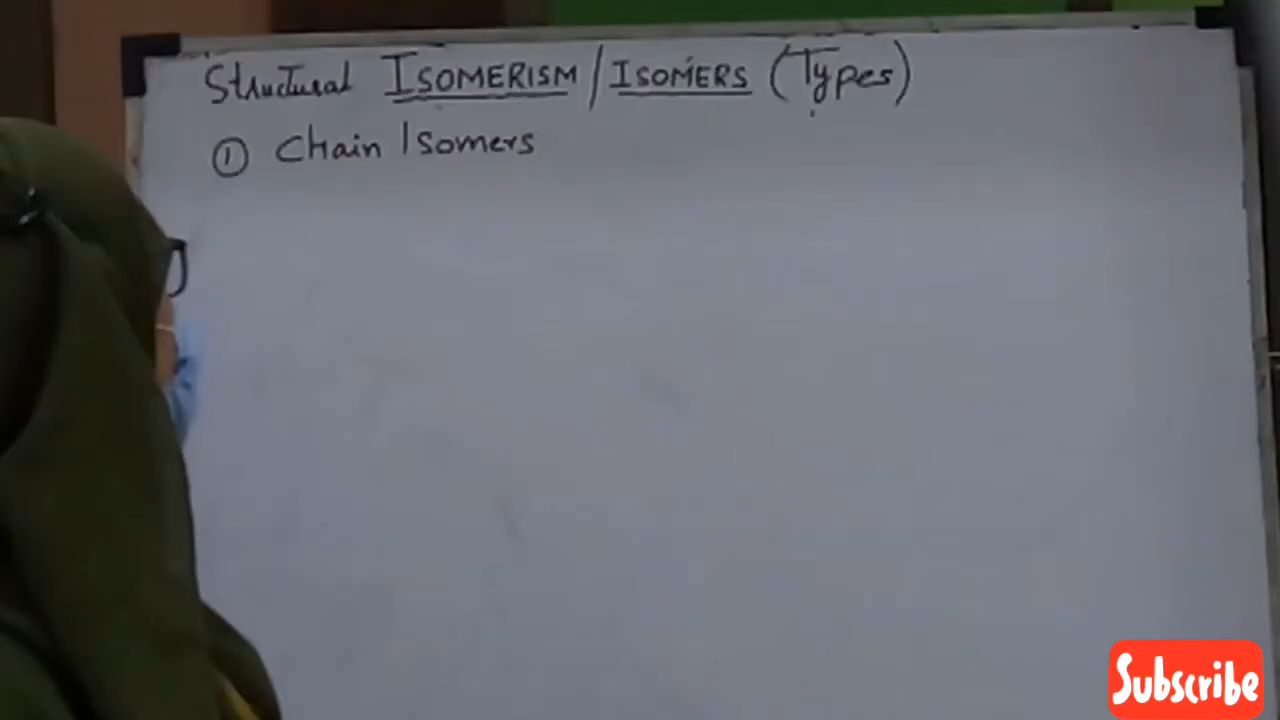 Structural ISOMERISM / ISOMERS (Types)
① Chain Isomers
Subscribe